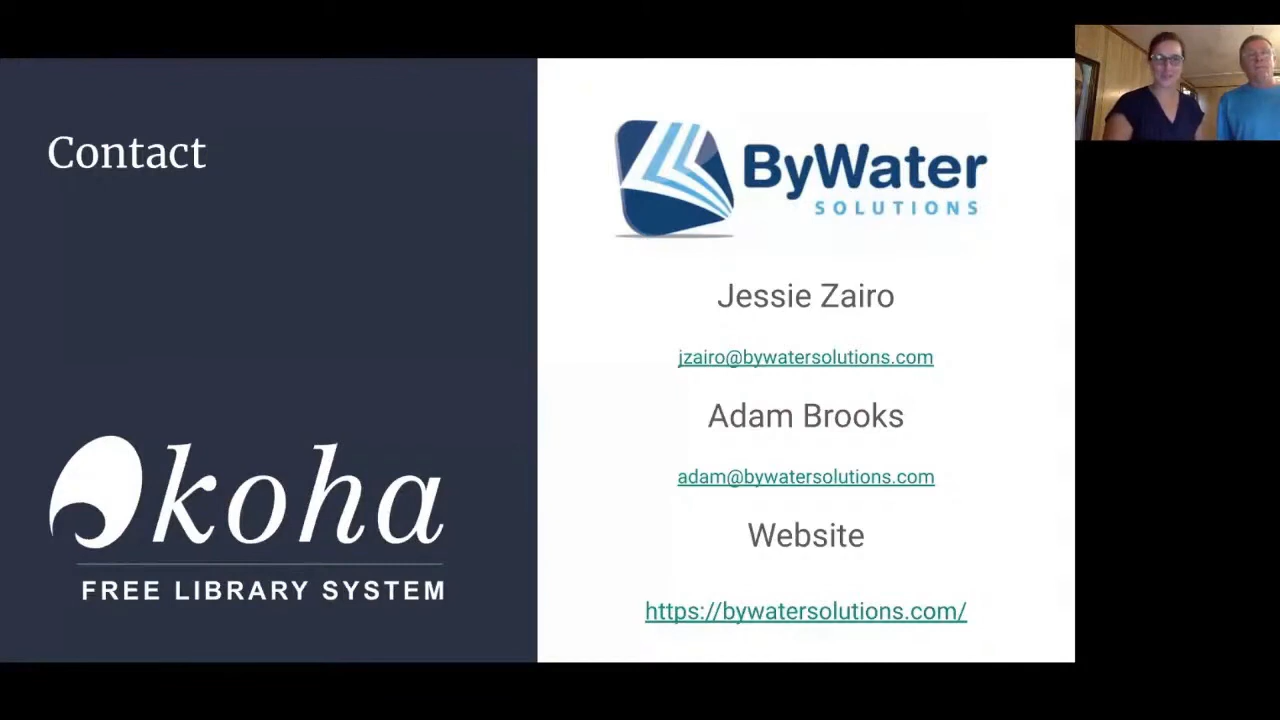 Contact
koha
FREE LIBRARY SYSTEM
ByWater
SOLUTIONS
Jessie Zairo
jzairo@bywatersolutions.com
Adam Brooks
adam@bywatersolutions.com
Website
https://bywatersolutions.com/